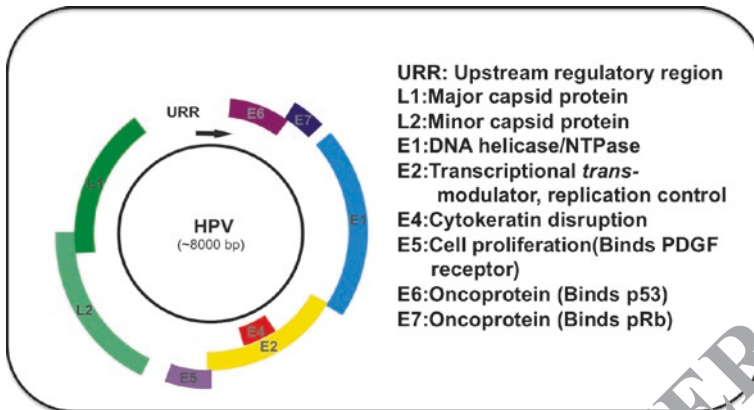 URR: Upstream regulatory region
L1:Major capsid protein
L2:Minor capsid protein
E1:DNA helicase/NTPase
E2:Transcriptional trans-
modulator, replication control
E4:Cytokeratin disruption
E5:Cell proliferation(Binds PDGF
receptor)
E6:Oncoprotein (Binds p53)
E7:Oncoprotein (Binds pRb)
URR
E6
E7
L1
E1
HPV
(~8000 bp)
L2
E4
E2
E5